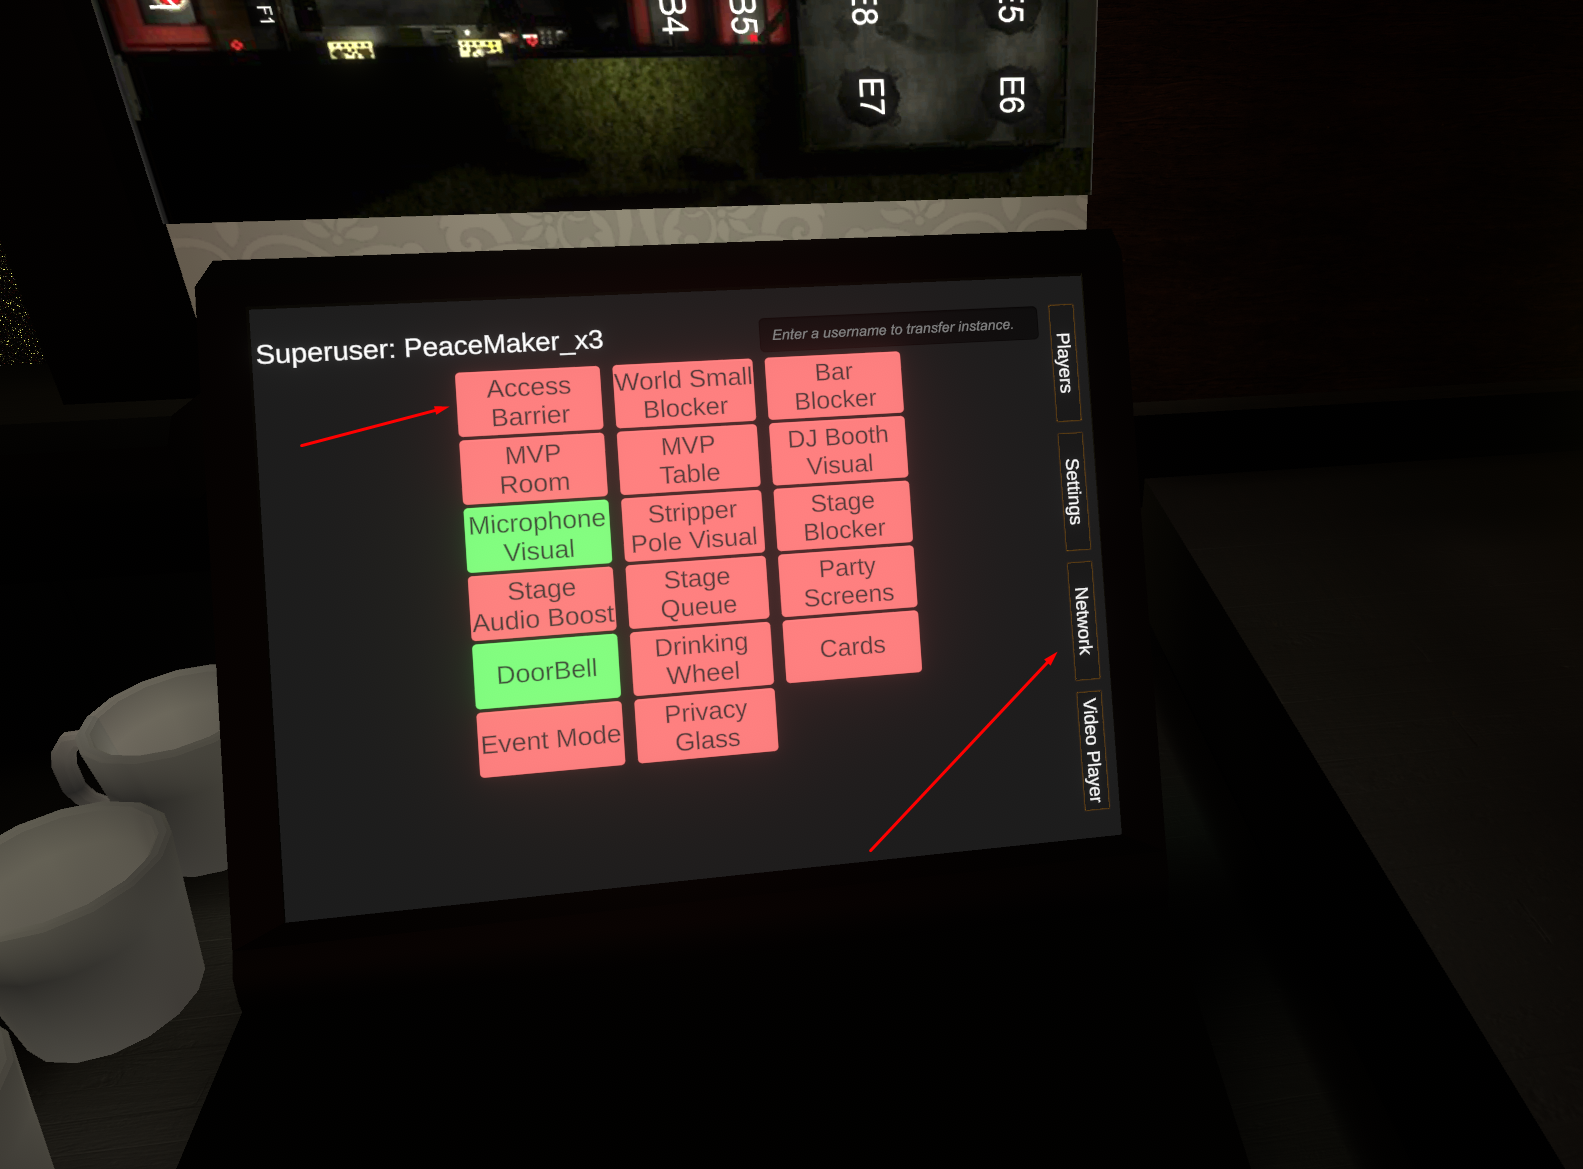 F1
B4
B5
E8
E5
E7
E6
Superuser: PeaceMaker_x3
Enter a username to transfer instance.
Access
Barrier
World Small
Blocker
Bar
Blocker
MVP
Room
MVP
Table
DJ Booth
Visual
Microphone
Visual
Stripper
Pole Visual
Stage
Blocker
Stage
Audio Boost
Stage
Queue
Party
Screens
DoorBell
Drinking
Wheel
Cards
Event Mode
Privacy
Glass
Players
Settings
Network
Video Player